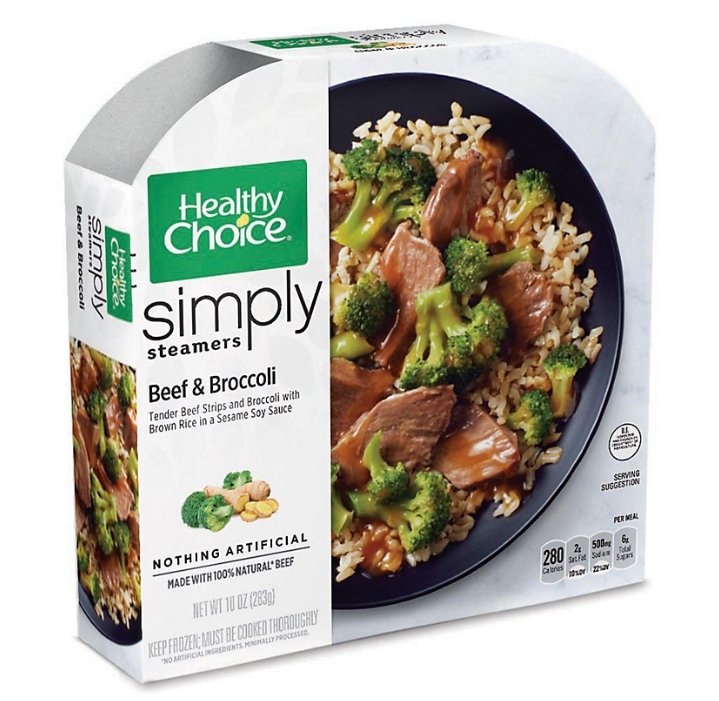 Healthy
Choice®
simply
steamers
Beef & Broccoli
Tender Beef Strips and Broccoli with
Brown Rice in a Sesame Soy Sauce
NOTHING ARTIFICIAL
MADE WITH 100% NATURAL* BEEF
NET WT 10 OZ (283g)
KEEP FROZEN; MUST BE COOKED THOROUGHLY
*NO ARTIFICIAL INGREDIENTS. MINIMALLY PROCESSED.
Healthy
Choice®
simply
steamers
Beef & Broccoli
U.S.
SERVING
SUGGESTION
PER MEAL
280
Calories
2g
Sat Fat
10% DV
500mg
Sodium
22% DV
6g
Total
Sugars